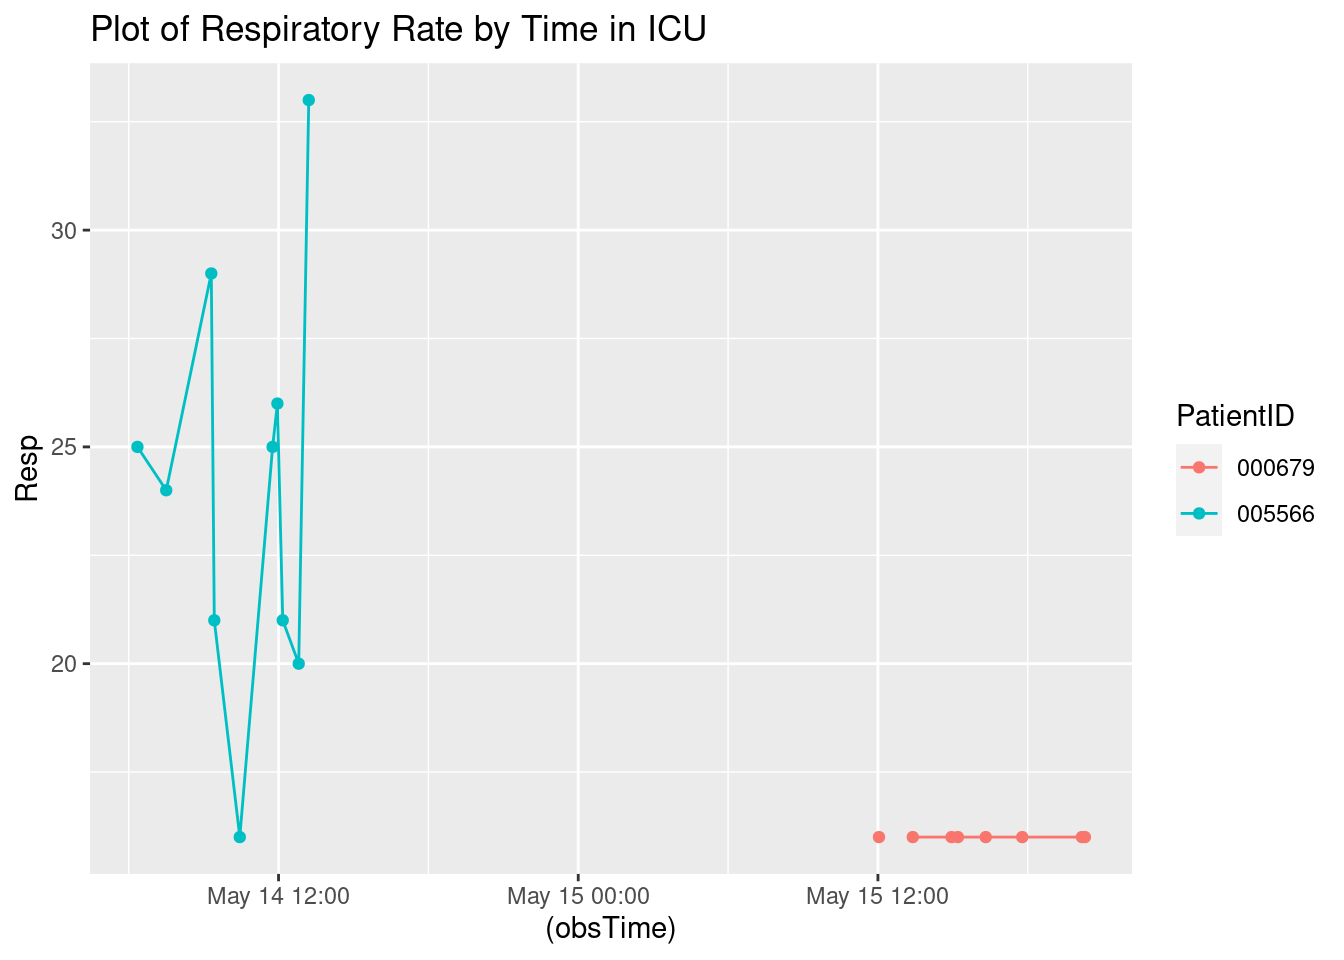 Plot of Respiratory Rate by Time in ICU
30
25
20
Resp
May 14 12:00
May 15 00:00
May 15 12:00
(obsTime)
PatientID
000679
005566